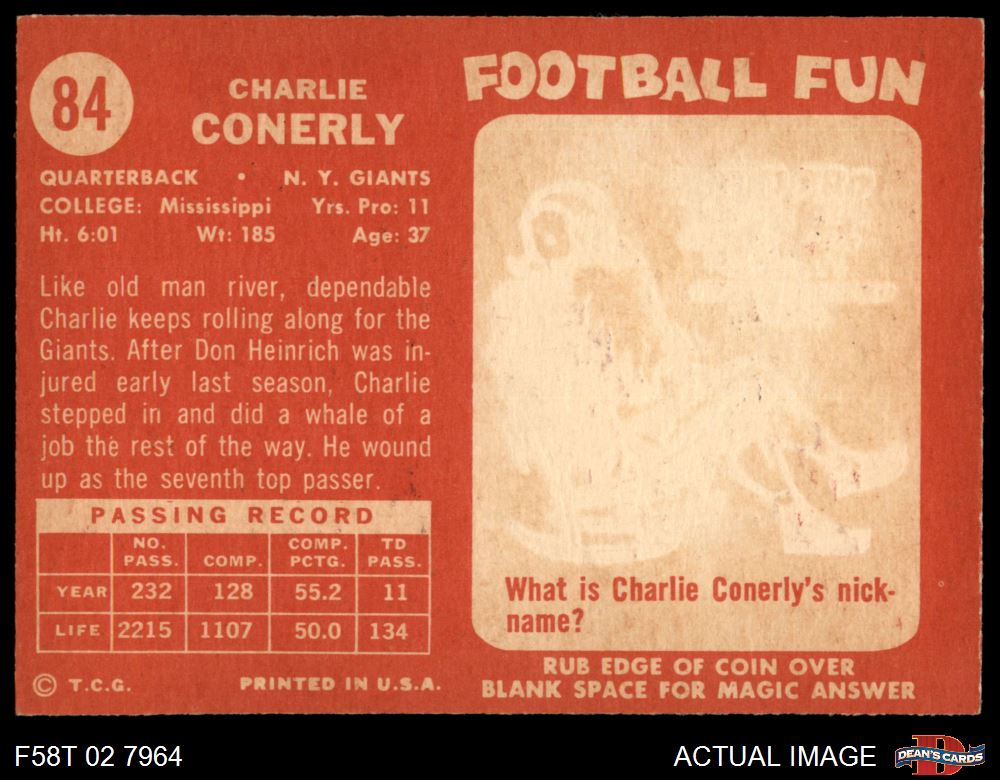 84
CHARLIE
CONERLY
QUARTERBACK • N. Y. GIANTS
COLLEGE: Mississippi Yrs. Pro: 11
Ht. 6:01 Wt: 185 Age: 37
Like old man river, dependable
Charlie keeps rolling along for the
Giants. After Don Heinrich was in-
jured early last season, Charlie
stepped in and did a whale of a
job the rest of the way. He wound
up as the seventh top passer.
PASSING RECORD
NO. PASS. COMP. COMP. PCTG. TD PASS.
YEAR 232 128 55.2 11
LIFE 2215 1107 50.0 134
© T.C.G. PRINTED IN U.S.A.
FOOTBALL FUN
What is Charlie Conerly's nick-
name?
RUB EDGE OF COIN OVER
BLANK SPACE FOR MAGIC ANSWER
F58T 02 7964
ACTUAL IMAGE
DEAN'S CARDS